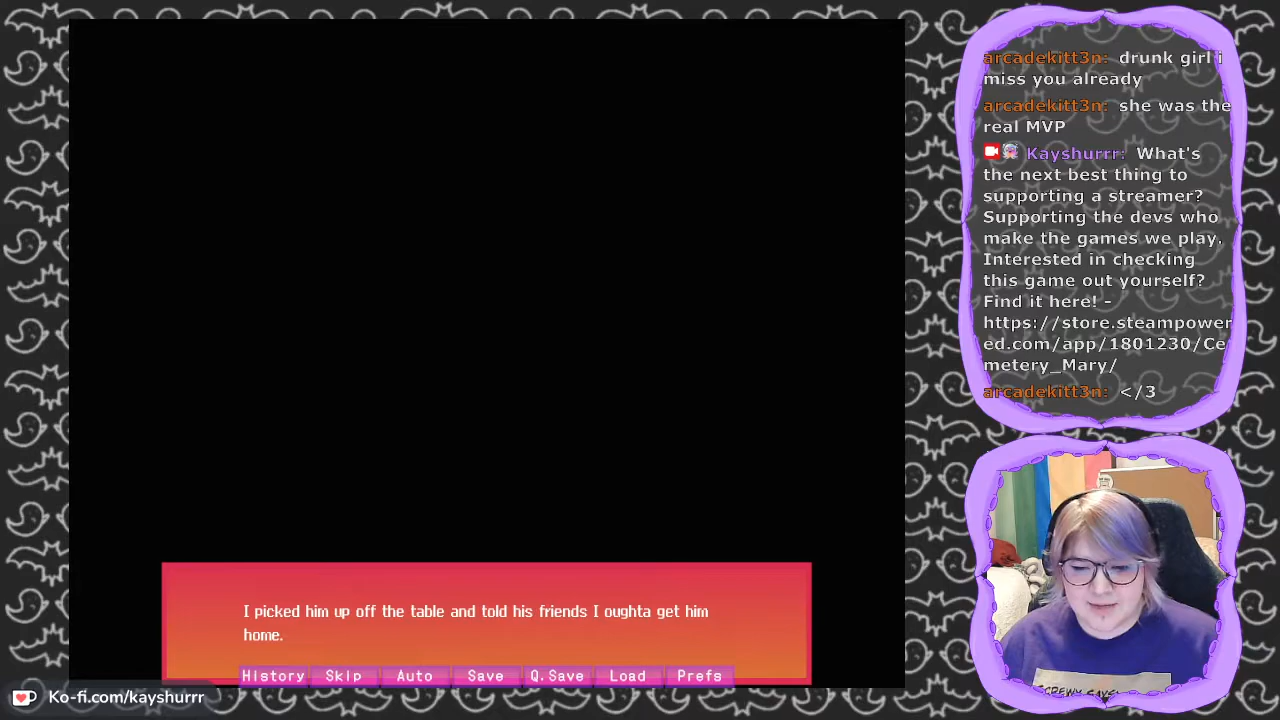 arcadekitt3n: drunk girl i
miss you already
arcadekitt3n: she was the
real MVP
Kayshurrr: What's
the next best thing to
supporting a streamer?
Supporting the devs who
make the games we play.
Interested in checking
this game out yourself?
Find it here! -
https://store.steampower
ed.com/app/1801230/Ce
metery_Mary/
arcadekitt3n: </3
I picked him up off the table and told his friends I oughta get him
home.
History Skip Auto Save Q.Save Load Prefs
Ko-fi.com/kayshurrr